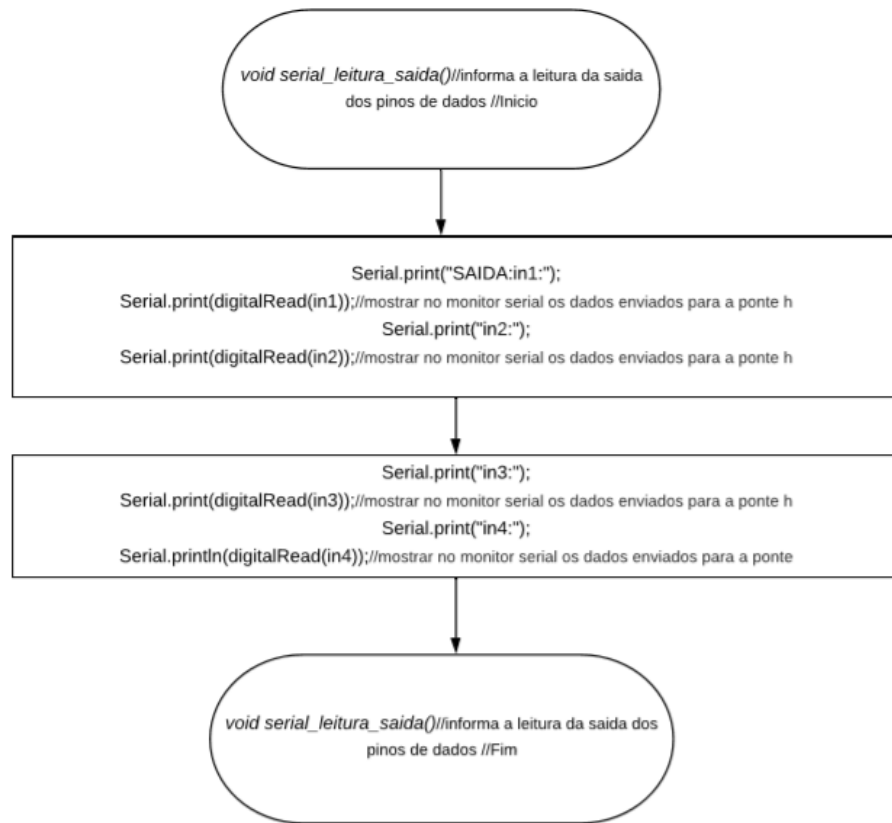 void serial_leitura_saida()//informa a leitura da saida
dos pinos de dados //Inicio
Serial.print("SAIDA:in1:");
Serial.print(digitalRead(in1));//mostrar no monitor serial os dados enviados para a ponte h
Serial.print("in2:");
Serial.print(digitalRead(in2));//mostrar no monitor serial os dados enviados para a ponte h
Serial.print("in3:");
Serial.print(digitalRead(in3));//mostrar no monitor serial os dados enviados para a ponte h
Serial.print("in4:");
Serial.println(digitalRead(in4));//mostrar no monitor serial os dados enviados para a ponte
void serial_leitura_saida()//informa a leitura da saida dos
pinos de dados //Fim